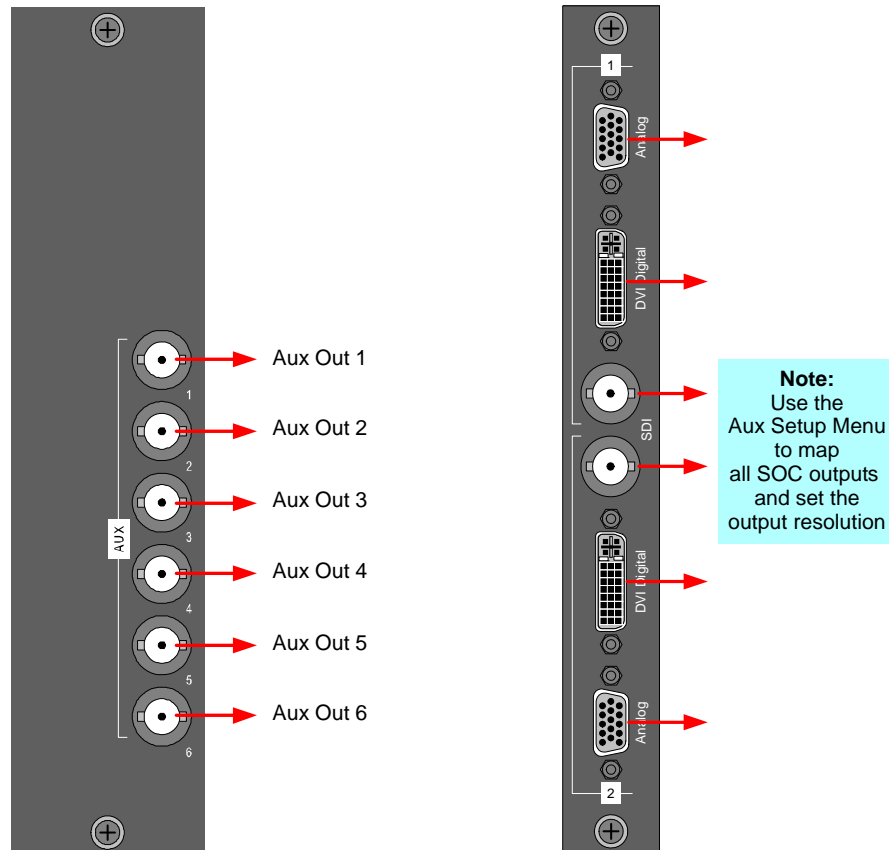 AUX
1
2
3
4
5
6
Aux Out 1
Aux Out 2
Aux Out 3
Aux Out 4
Aux Out 5
Aux Out 6
1
Analog
DVI Digital
SDI
DVI Digital
Analog
2
Note:
Use the
Aux Setup Menu
to map
all SOC outputs
and set the
output resolution